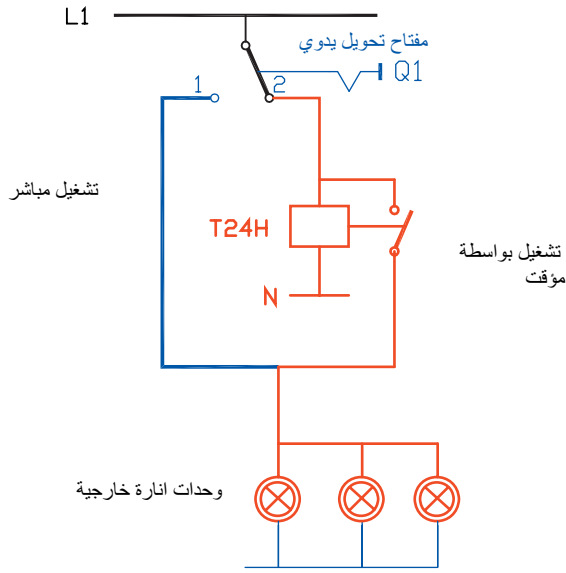 L1
مفتاح تحويل يدوي
Q1
1
2
تشغيل مباشر
T24H
تشغيل بواسطة
مؤقت
N
وحدات انارة خارجية